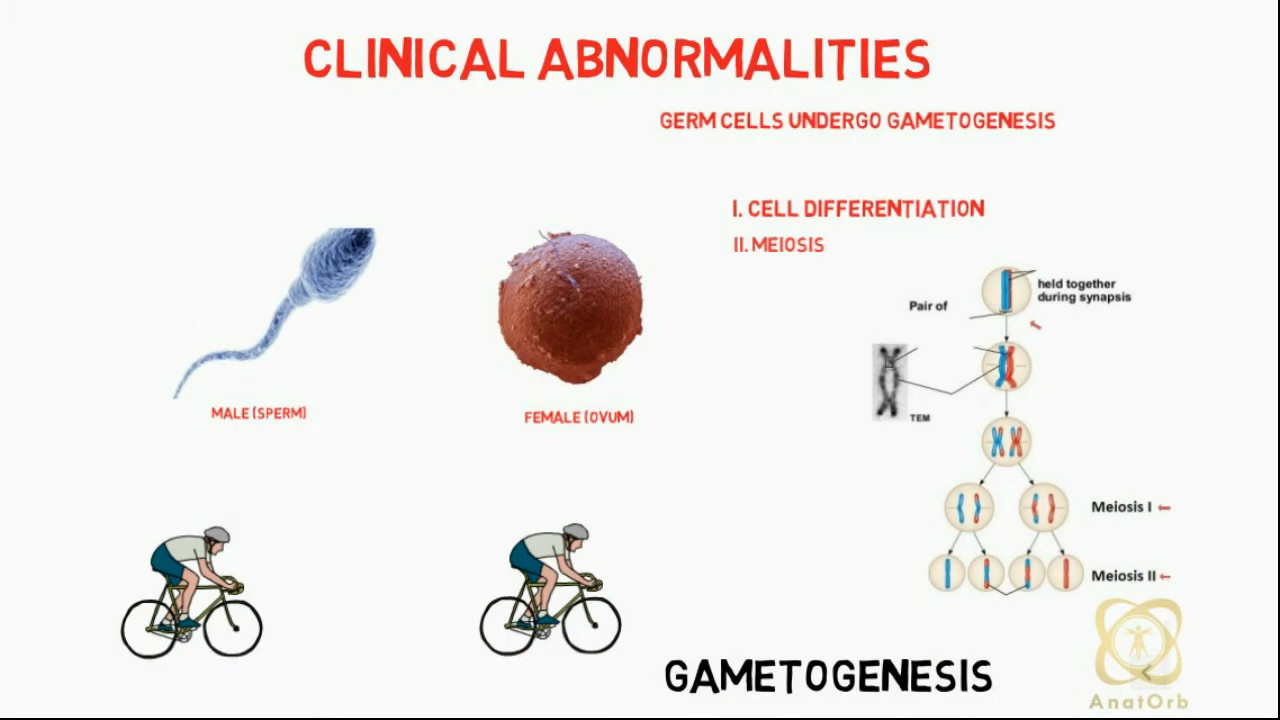 CLINICAL ABNORMALITIES
GERM CELLS UNDERGO GAMETOGENESIS
I. CELL DIFFERENTIATION
II. MEIOSIS
held together
during synapsis
Pair of
TEM
MALE (SPERM)
FEMALE (OVUM)
Meiosis I
Meiosis II
GAMETOGENESIS
AnatOrb